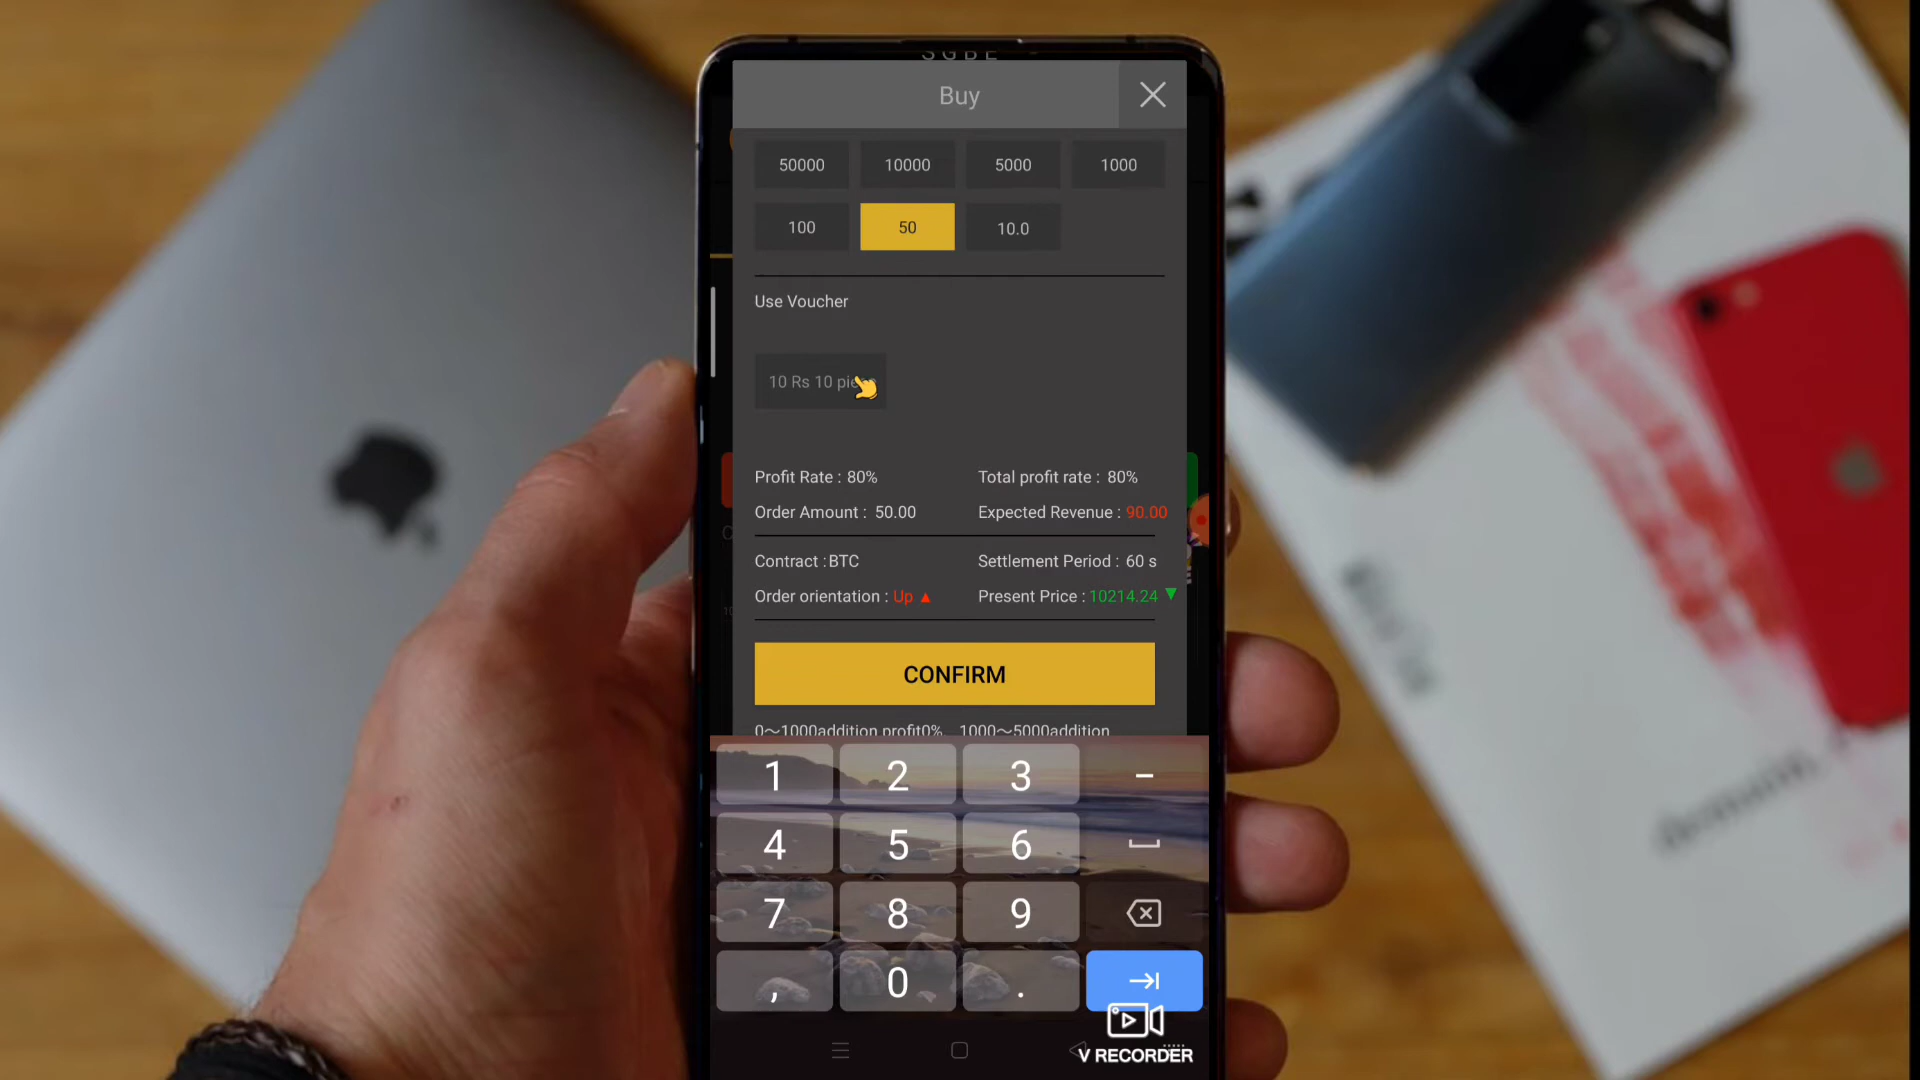 SGBE
Buy
50000 10000 5000 1000
100 50 10.0
Use Voucher
10 Rs 10
Profit Rate : 80% Total profit rate : 80%
Order Amount : 50.00 Expected Revenue : 90.00
Contract :BTC Settlement Period : 60 s
Order orientation : Up ▲ Present Price : 10214.24 ▼
CONFIRM
0~1000addition profit0% 1000~5000addition
1 2 3 -
4 5 6
7 8 9
, 0 .
V RECORDER